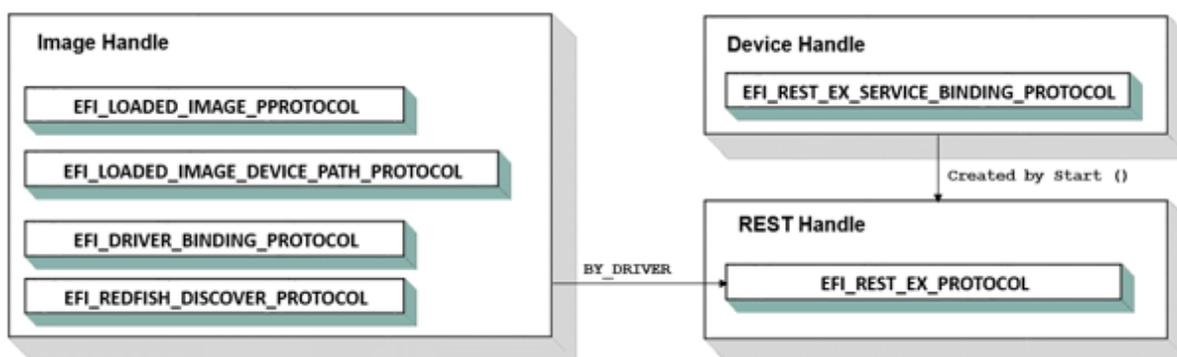 Image Handle
EFI_LOADED_IMAGE_PPROTOCOL
EFI_LOADED_IMAGE_DEVICE_PATH_PROTOCOL
EFI_DRIVER_BINDING_PROTOCOL
EFI_REDFISH_DISCOVER_PROTOCOL
BY_DRIVER
Device Handle
EFI_REST_EX_SERVICE_BINDING_PROTOCOL
Created by Start ()
REST Handle
EFI_REST_EX_PROTOCOL